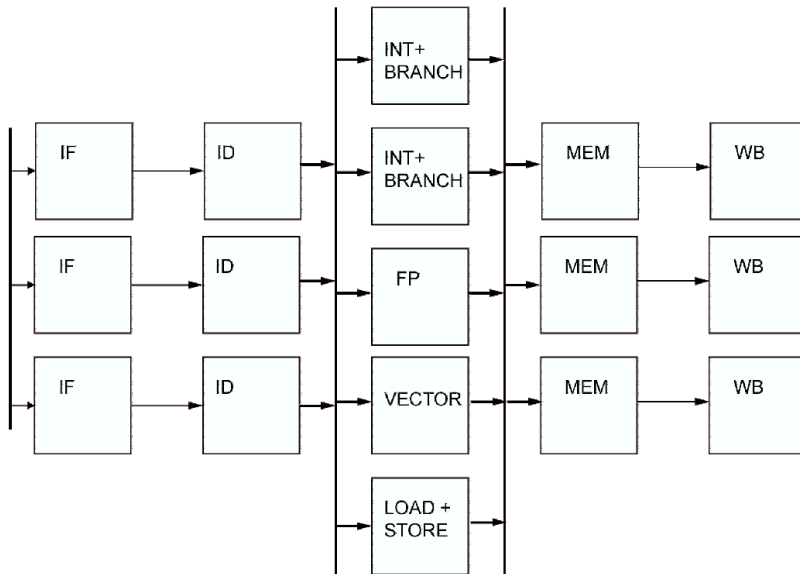 INT+
BRANCH
IF
ID
INT+
BRANCH
MEM
WB
IF
ID
FP
MEM
WB
IF
ID
VECTOR
MEM
WB
LOAD +
STORE